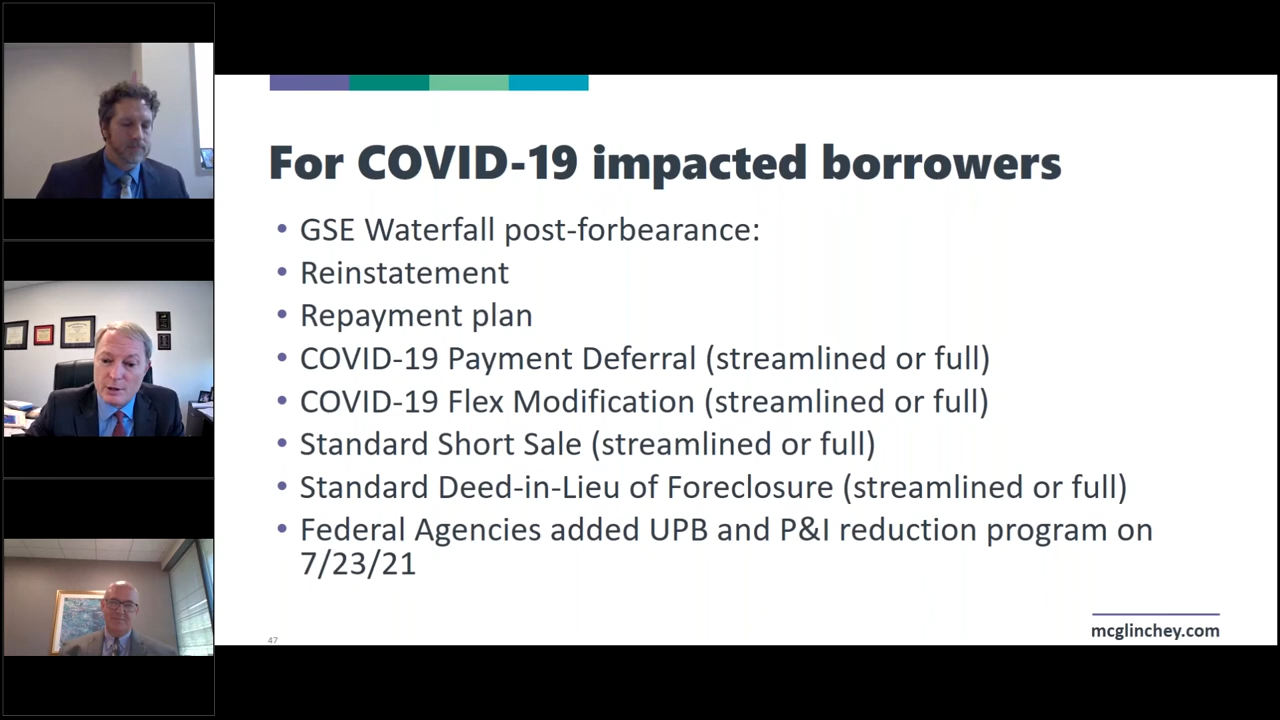 For COVID-19 impacted borrowers
• GSE Waterfall post-forbearance:
• Reinstatement
• Repayment plan
• COVID-19 Payment Deferral (streamlined or full)
• COVID-19 Flex Modification (streamlined or full)
• Standard Short Sale (streamlined or full)
• Standard Deed-in-Lieu of Foreclosure (streamlined or full)
• Federal Agencies added UPB and P&I reduction program on
7/23/21
47
mcglinchey.com